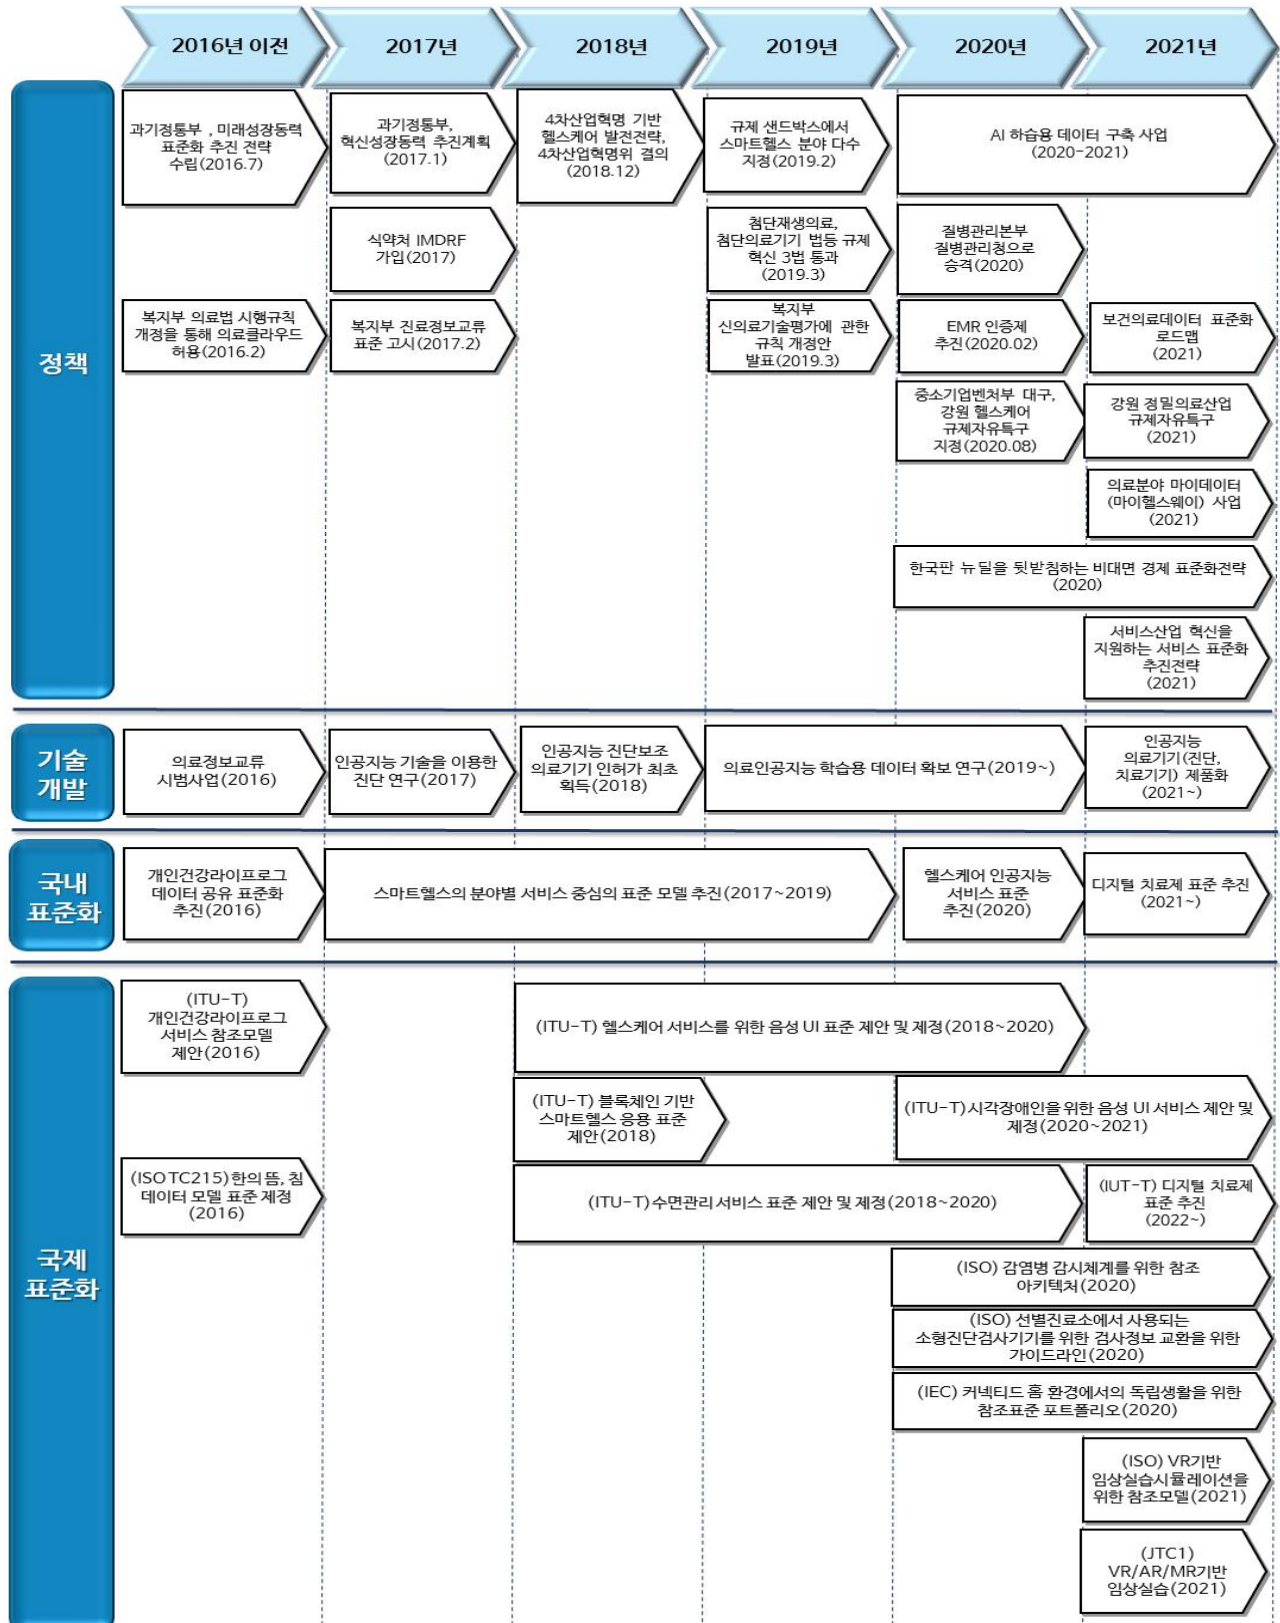 2016년 이전
2017년
2018년
2019년
2020년
2021년
정책
과기정통부 , 미래성장동력
표준화 추진 전략
수립(2016.7)
과기정통부,
혁신성장동력 추진계획
(2017.1)
4차산업혁명 기반
헬스케어 발전전략,
4차산업혁명위 결의
(2018.12)
규제 샌드박스에서
스마트헬스 분야 다수
지정(2019.2)
AI 하습용 데이터 구축 사업
(2020-2021)
식약처 IMDRF
가입(2017)
첨단재생의료,
첨단의료기기 법등 규제
혁신 3법 통과
(2019.3)
질병관리본부
질병관리청으로
승격(2020)
복지부 의료법 시행규칙
개정을 통해 의료클라우드
허용(2016.2)
복지부 진료정보교류
표준 고시(2017.2)
복지부
신의료기술평가에 관한
규칙 개정안
발표(2019.3)
EMR 인증제
추진(2020.02)
보건의료데이터 표준화
로드맵
(2021)
중소기업벤처부 대구,
강원 헬스케어
규제자유특구
지정(2020.08)
강원 정밀의료산업
규제자유특구
(2021)
의료분야 마이데이터
(마이헬스웨이) 사업
(2021)
한국판 뉴딜을 뒷받침하는 비대면 경제 표준화전략
(2020)
서비스산업 혁신을
지원하는 서비스 표준화
추진전략
(2021)
기술
개발
의료정보교류
시범사업(2016)
인공지능 기술을 이용한
진단 연구(2017)
인공지능 진단보조
의료기기 인허가 최초
획득(2018)
의료인공지능 학습용 데이터 확보 연구(2019~)
인공지능
의료기기(진단,
치료기기) 제품화
(2021~)
국내
표준화
개인건강라이프로그
데이터 공유 표준화
추진(2016)
스마트헬스의 분야별 서비스 중심의 표준 모델 추진(2017~2019)
헬스케어 인공지능
서비스 표준
추진(2020)
디지털 치료제 표준 추진
(2021~)
국제
표준화
(ITU-T)
개인건강라이프로그
서비스 참조모델
제안(2016)
(ITU-T) 헬스케어 서비스를 위한 음성 UI 표준 제안 및 제정(2018~2020)
(ITU-T) 블록체인 기반
스마트헬스 응용 표준
제안(2018)
(ITU-T)시각장애인을 위한 음성 UI 서비스 제안 및
제정(2020~2021)
(ISO TC215)한의 뜸, 침
데이터 모델 표준 제정
(2016)
(ITU-T)수면관리 서비스 표준 제안 및 제정(2018~2020)
(IUT-T) 디지털 치료제
표준 추진
(2022~)
(ISO) 감염병 감시체계를 위한 참조
아키텍처(2020)
(ISO) 선별진료소에서 사용되는
소형진단검사기기를 위한 검사정보 교환을 위한
가이드라인(2020)
(IEC) 커넥티드 홈 환경에서의 독립생활을 위한
참조표준 포트폴리오(2020)
(ISO) VR기반
임상실습시뮬레이션을
위한 참조모델(2021)
(JTC1)
VR/AR/MR기반
임상실습(2021)